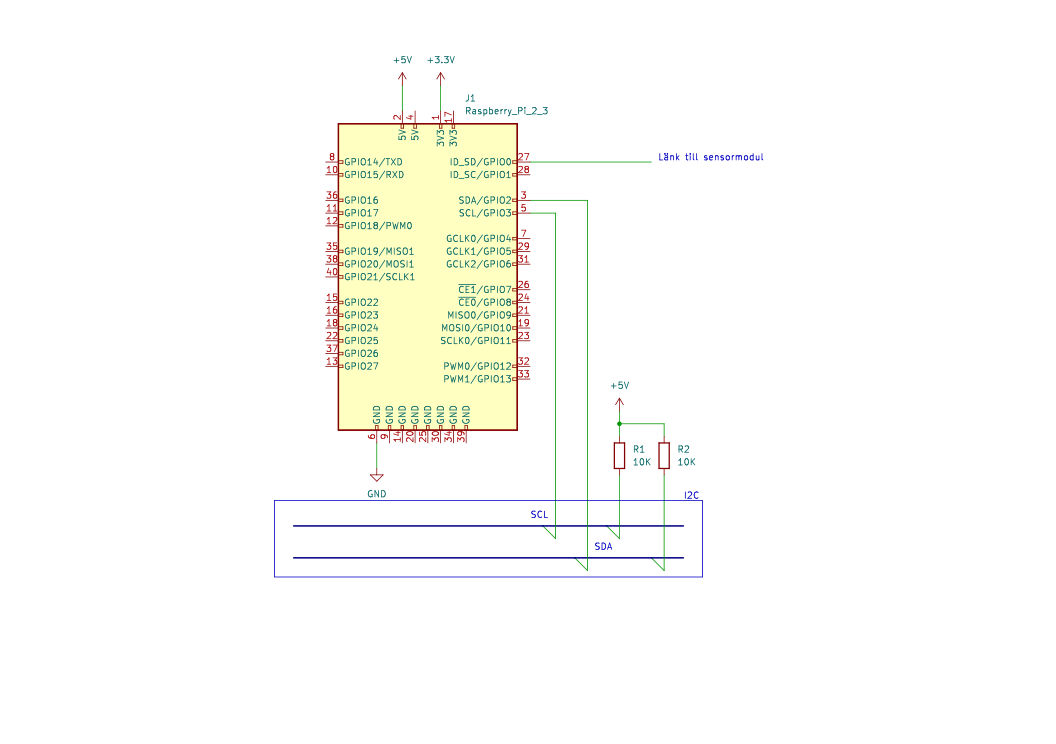 +5V
+3.3V
J1
Raspberry_Pi_2_3
2
4
1
17
5V
5V
3V3
3V3
8 GPIO14/TXD
10 GPIO15/RXD
36 GPIO16
11 GPIO17
12 GPIO18/PWM0
35 GPIO19/MISO1
38 GPIO20/MOSI1
40 GPIO21/SCLK1
15 GPIO22
16 GPIO23
18 GPIO24
22 GPIO25
37 GPIO26
13 GPIO27
ID_SD/GPIO0 27
ID_SC/GPIO1 28
SDA/GPIO2 3
SCL/GPIO3 5
GCLK0/GPIO4 7
GCLK1/GPIO5 29
GCLK2/GPIO6 31
CE1/GPIO7 26
CE0/GPIO8 24
MISO0/GPIO9 21
MOSI0/GPIO10 19
SCLK0/GPIO11 23
PWM0/GPIO12 32
PWM1/GPIO13 33
Länk till sensormodul
GND
GND
GND
GND
GND
GND
GND
GND
6
9
14
20
25
30
34
39
GND
+5V
R1
10K
R2
10K
I2C
SCL
SDA